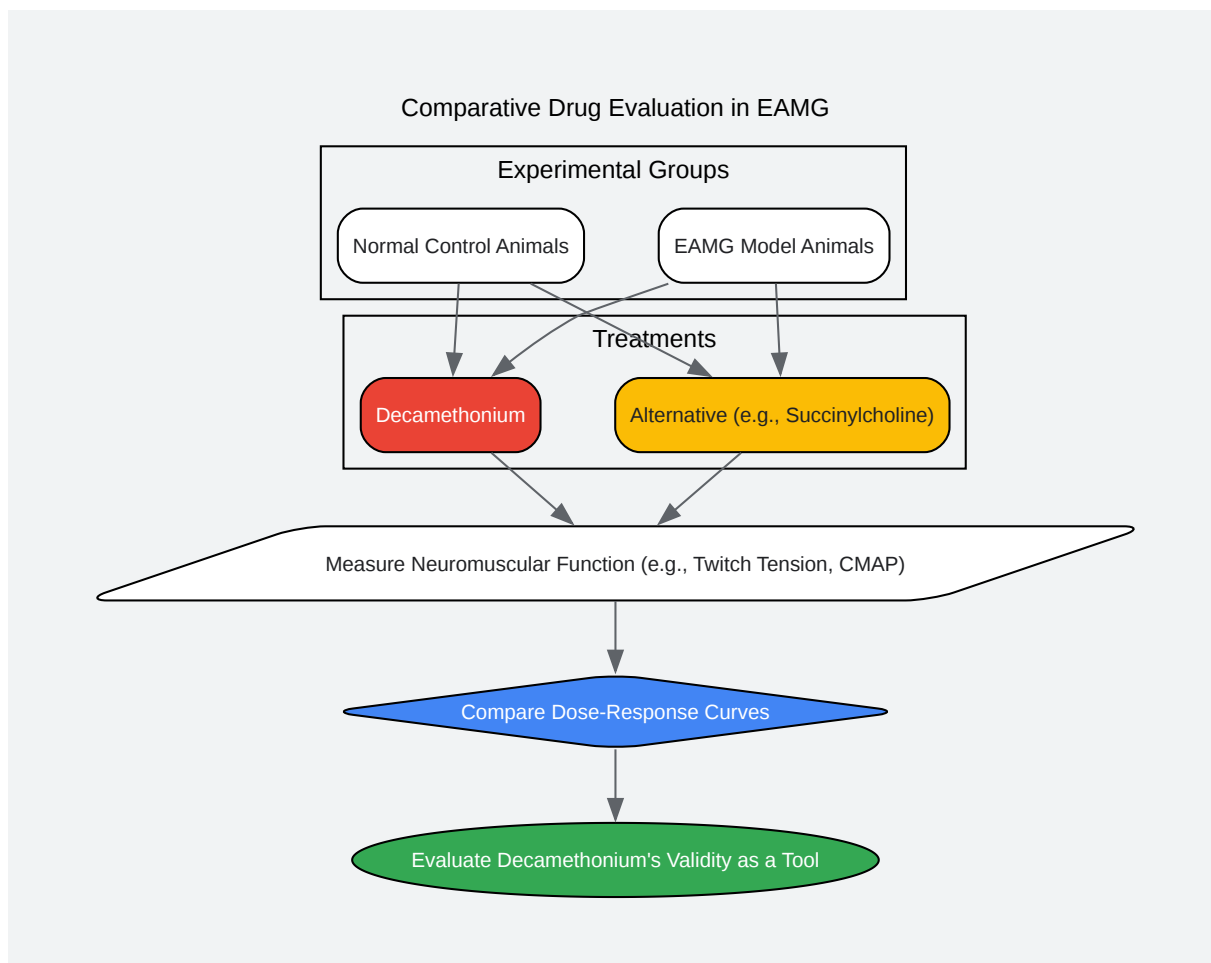 Comparative Drug Evaluation in EAMG
Experimental Groups
Normal Control Animals
EAMG Model Animals
Treatments
Decamethonium
Alternative (e.g., Succinylcholine)
Measure Neuromuscular Function (e.g., Twitch Tension, CMAP)
Compare Dose-Response Curves
Evaluate Decamethonium's Validity as a Tool